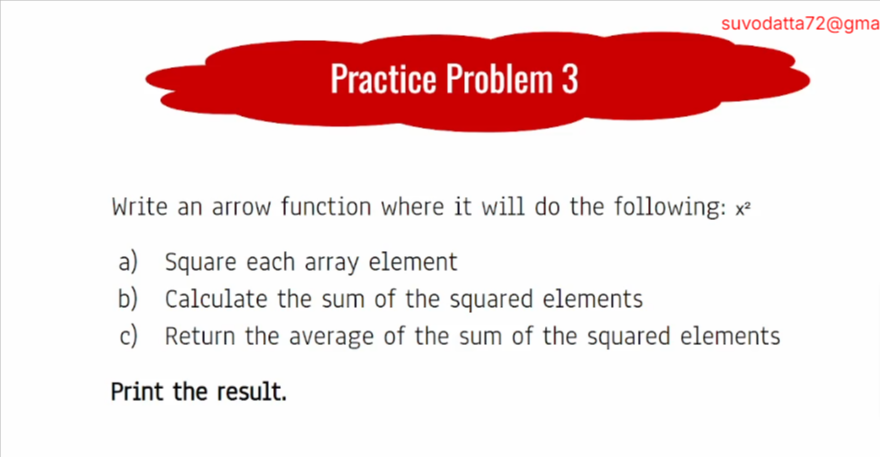 suvodatta72@gma
Practice Problem 3
Write an arrow function where it will do the following: x²
a) Square each array element
b) Calculate the sum of the squared elements
c) Return the average of the sum of the squared elements
Print the result.